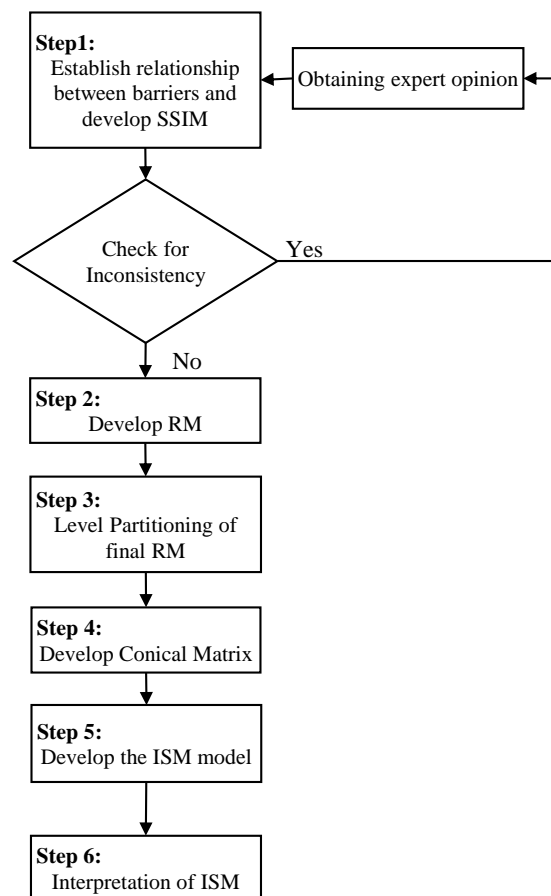 Step1:
Establish relationship
between barriers and
develop SSIM
Obtaining expert opinion
Check for
Inconsistency
Yes
No
Step 2:
Develop RM
Step 3:
Level Partitioning of
final RM
Step 4:
Develop Conical Matrix
Step 5:
Develop the ISM model
Step 6:
Interpretation of ISM